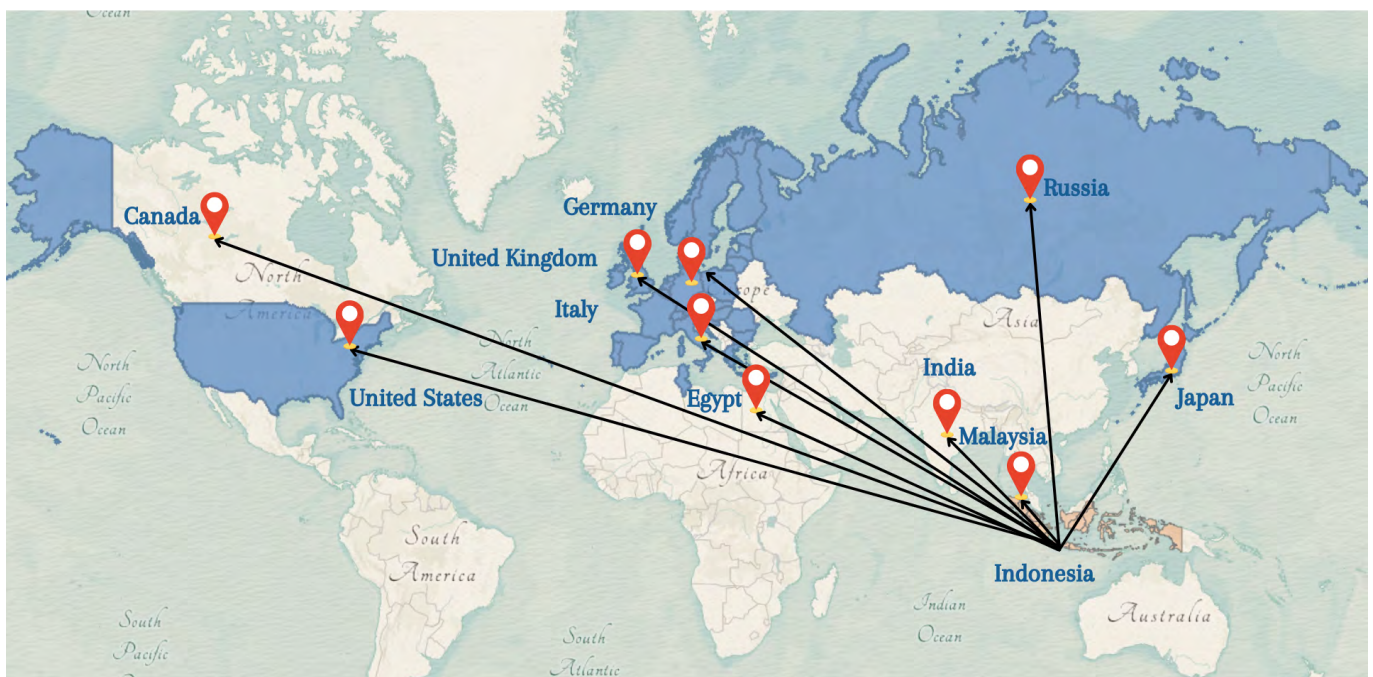 Ocean
Russia
Germany
Canada
United Kingdom
North
America
Europe
Italy
Asia
North
Atlantic
Ocean
North
Pacific
Ocean
North
Pacific
Ocean
India
United States
Egypt
Japan
Malaysia
Africa
South
America
Indonesia
Indian
Ocean
Australia
South
Pacific
South
Atlantic